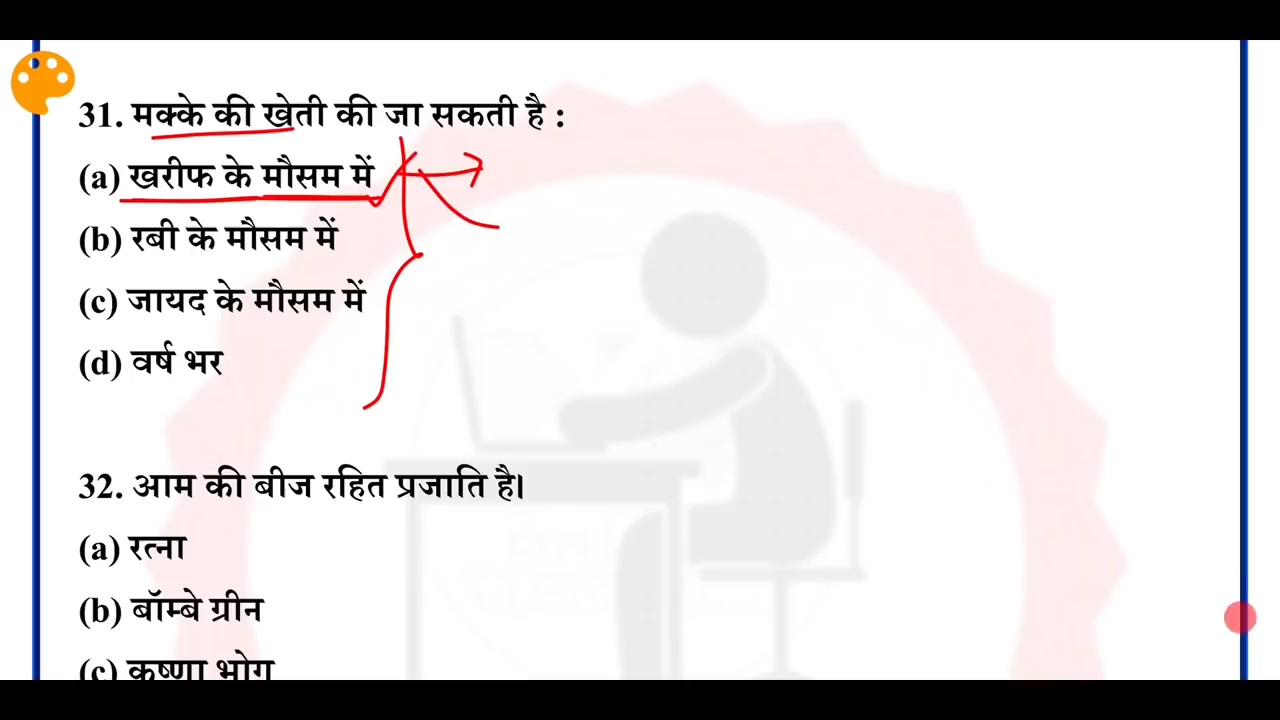 31. मक्के की खेती की जा सकती है :
(a) खरीफ के मौसम में
(b) रबी के मौसम में
(c) जायद के मौसम में
(d) वर्ष भर
32. आम की बीज रहित प्रजाति है।
(a) रत्ना
(b) बॉम्बे ग्रीन
(c) कृष्णा भोग